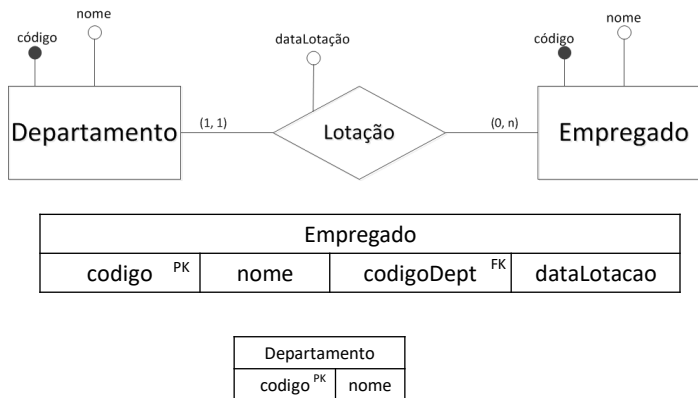 nome
código
dataLotação
nome
código
Departamento
(1, 1)
Lotação
(0, n)
Empregado
Empregado
codigo PK nome codigoDept FK dataLotacao
Departamento
codigo PK nome